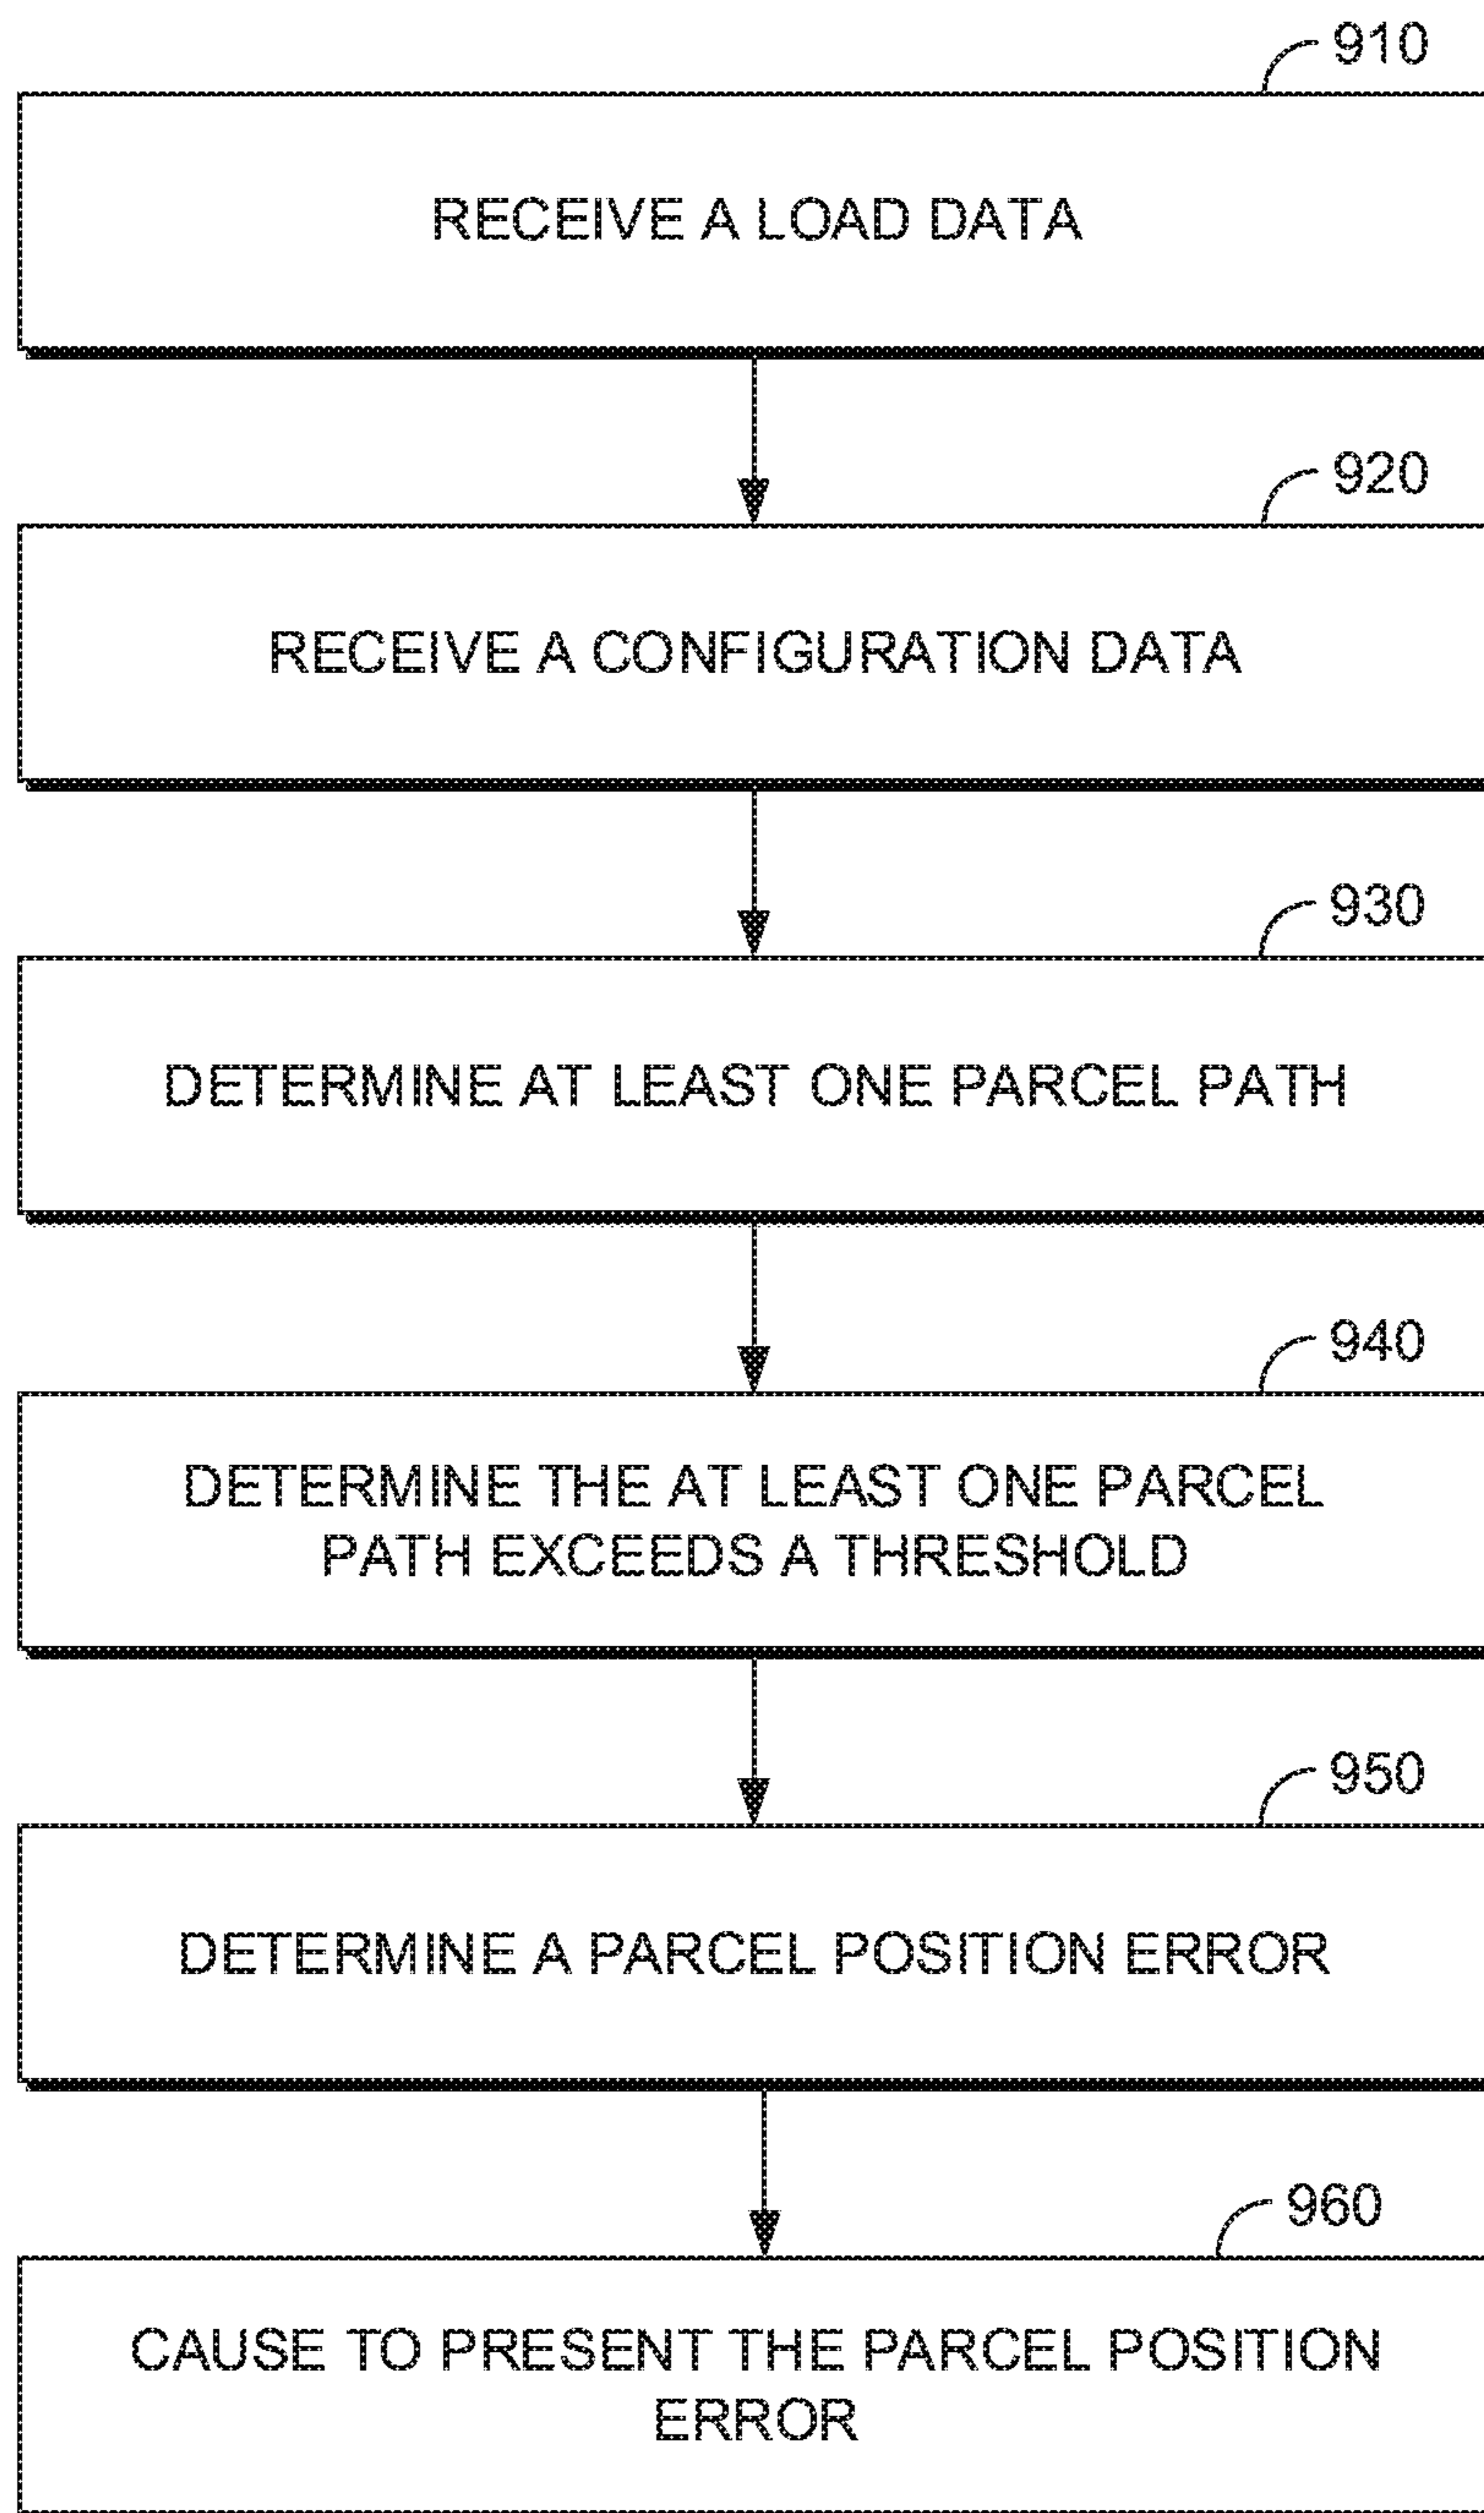 910
RECEIVE A LOAD DATA
920
RECEIVE A CONFIGURATION DATA
930
DETERMINE AT LEAST ONE PARCEL PATH
940
DETERMINE THE AT LEAST ONE PARCEL
PATH EXCEEDS A THRESHOLD
950
DETERMINE A PARCEL POSITION ERROR
960
CAUSE TO PRESENT THE PARCEL POSITION
ERROR